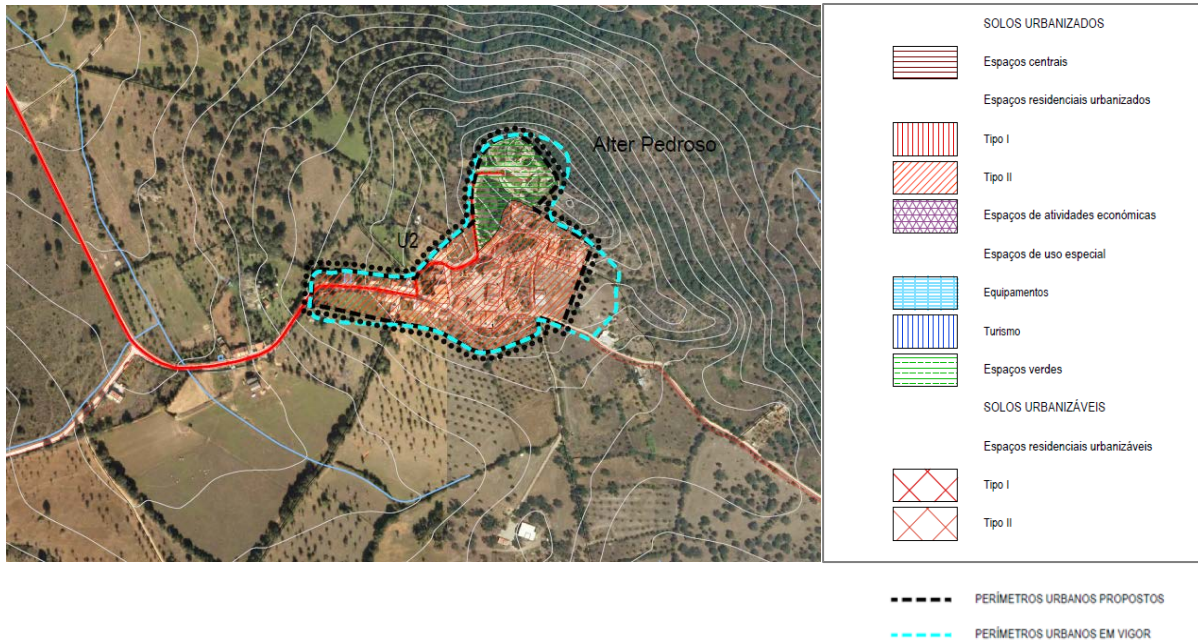 Alter Pedroso
U2
SOLOS URBANIZADOS
Espaços centrais
Espaços residenciais urbanizados
Tipo I
Tipo II
Espaços de atividades económicas
Espaços de uso especial
Equipamentos
Turismo
Espaços verdes
SOLOS URBANIZÁVEIS
Espaços residenciais urbanizáveis
Tipo I
Tipo II
PERÍMETROS URBANOS PROPOSTOS
PERÍMETROS URBANOS EM VIGOR